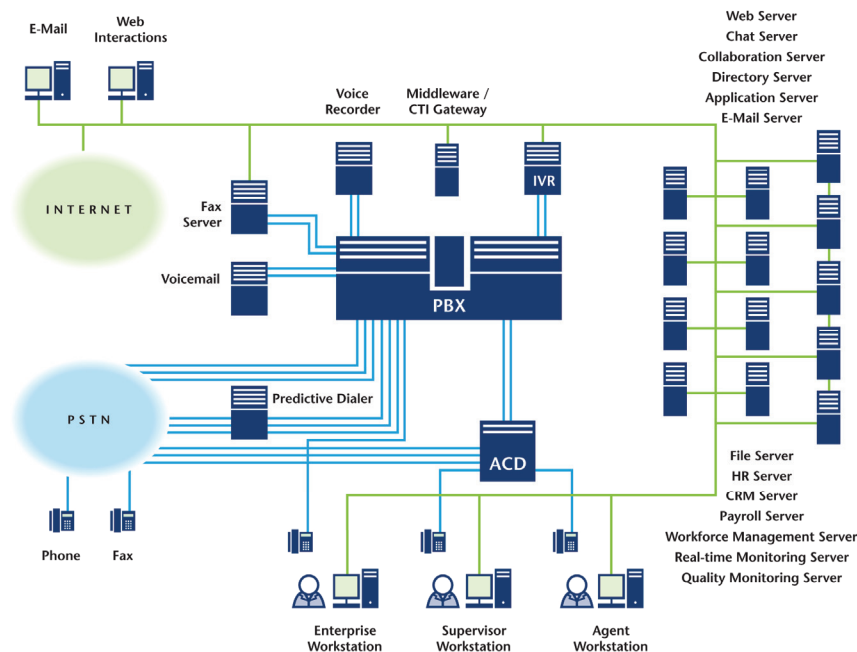 E-Mail
Web
Interactions
Web Server
Chat Server
Collaboration Server
Directory Server
Application Server
E-Mail Server
Voice
Recorder
Middleware /
CTI Gateway
IVR
INTERNET
Fax
Server
Voicemail
PBX
PSTN
Predictive Dialer
ACD
Phone
Fax
File Server
HR Server
CRM Server
Payroll Server
Workforce Management Server
Real-time Monitoring Server
Quality Monitoring Server
Enterprise
Workstation
Supervisor
Workstation
Agent
Workstation